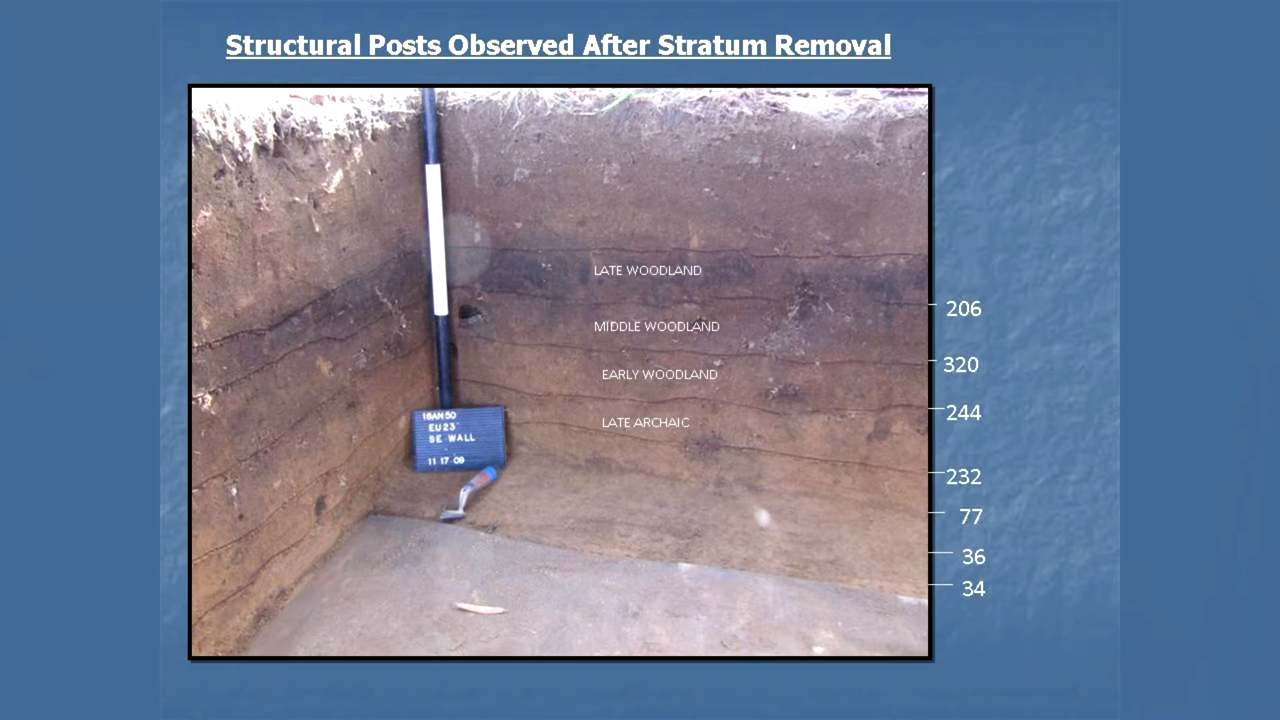 Structural Posts Observed After Stratum Removal
LATE WOODLAND
206
MIDDLE WOODLAND
320
EARLY WOODLAND
244
LATE ARCHAIC
232
77
36
34
18AN50
EU23
SE WALL
11 17 09